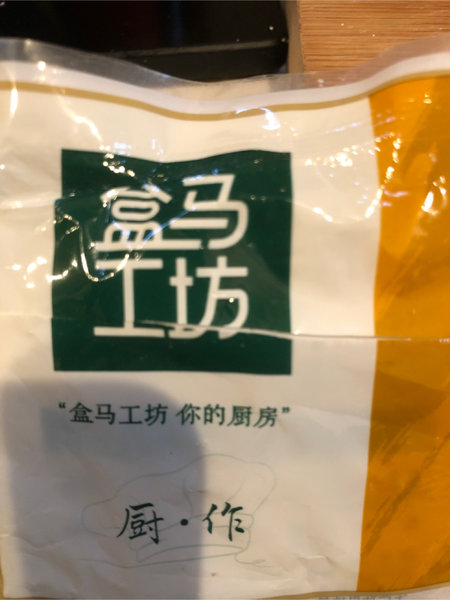 盒马
工坊
“盒马工坊 你的厨房”
厨·作